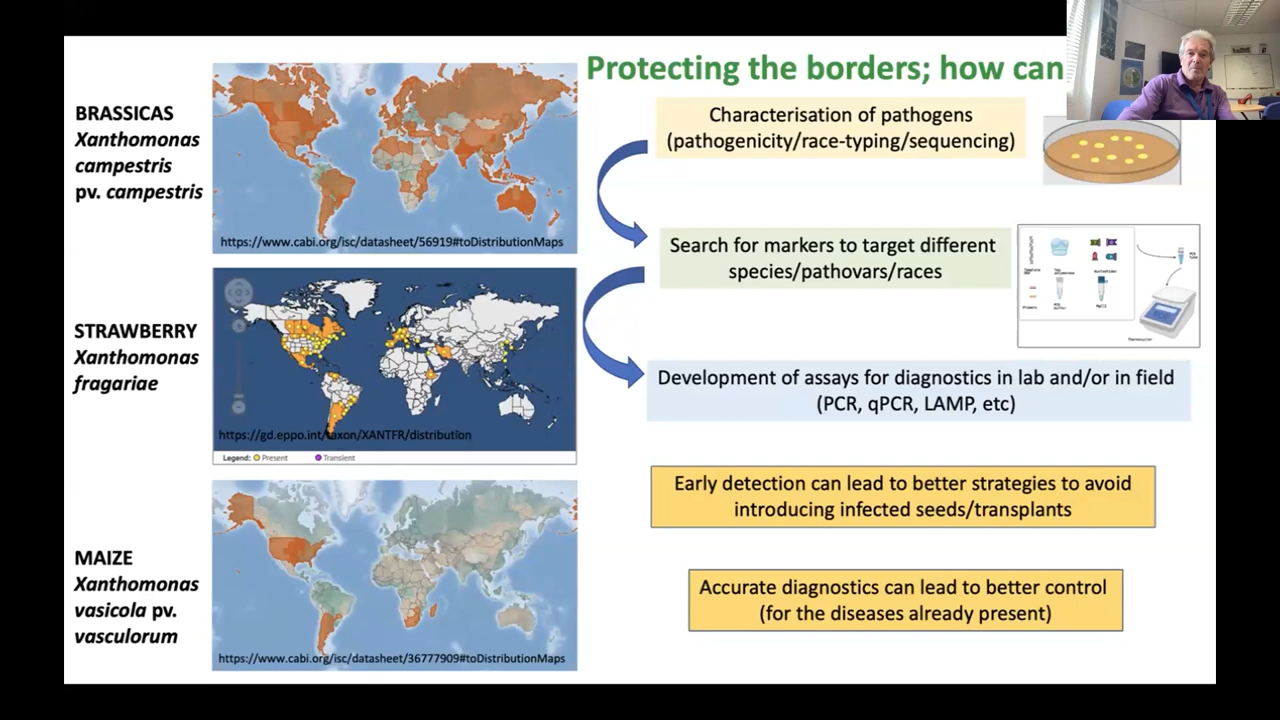 Protecting the borders; how can
BRASSICAS
Xanthomonas
campestris
pv. campestris
https://www.cabi.org/isc/datasheet/56919#toDistributionMaps
STRAWBERRY
Xanthomonas
fragariae
https://gd.eppo.int/taxon/XANTFR/distribution
Legend: Present Transient
MAIZE
Xanthomonas
vasicola pv.
vasculorum
https://www.cabi.org/isc/datasheet/36777909#toDistributionMaps
Characterisation of pathogens
(pathogenicity/race-typing/sequencing)
Search for markers to target different
species/pathovars/races
Development of assays for diagnostics in lab and/or in field
(PCR, qPCR, LAMP, etc)
Early detection can lead to better strategies to avoid
introducing infected seeds/transplants
Accurate diagnostics can lead to better control
(for the diseases already present)